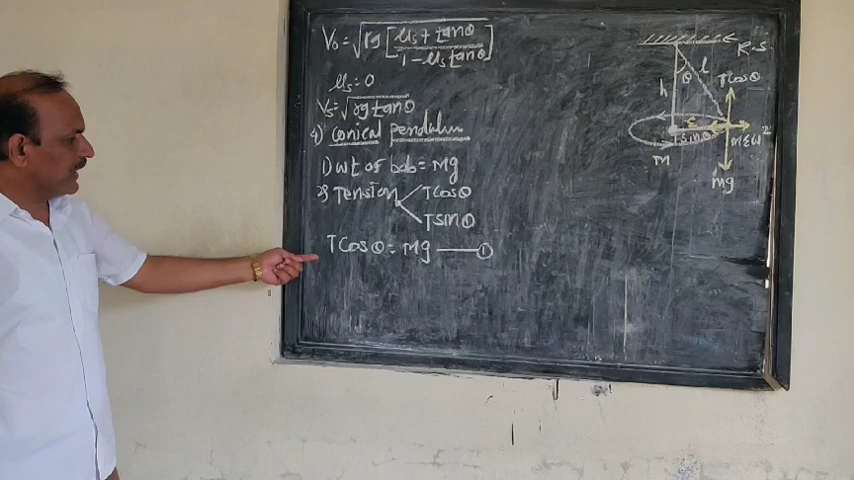 V₀ = √rg [μs + tanθ / 1 - μs tanθ]
μs = 0
Vs = √rg tanθ
4) conical pendulum
1) wt of bob = Mg
2) Tension Tcosθ
Tsinθ
Tcosθ = Mg ——①
R.S.
θ l
h
Tcosθ
r
Tsinθ
Mrω²
M
mg